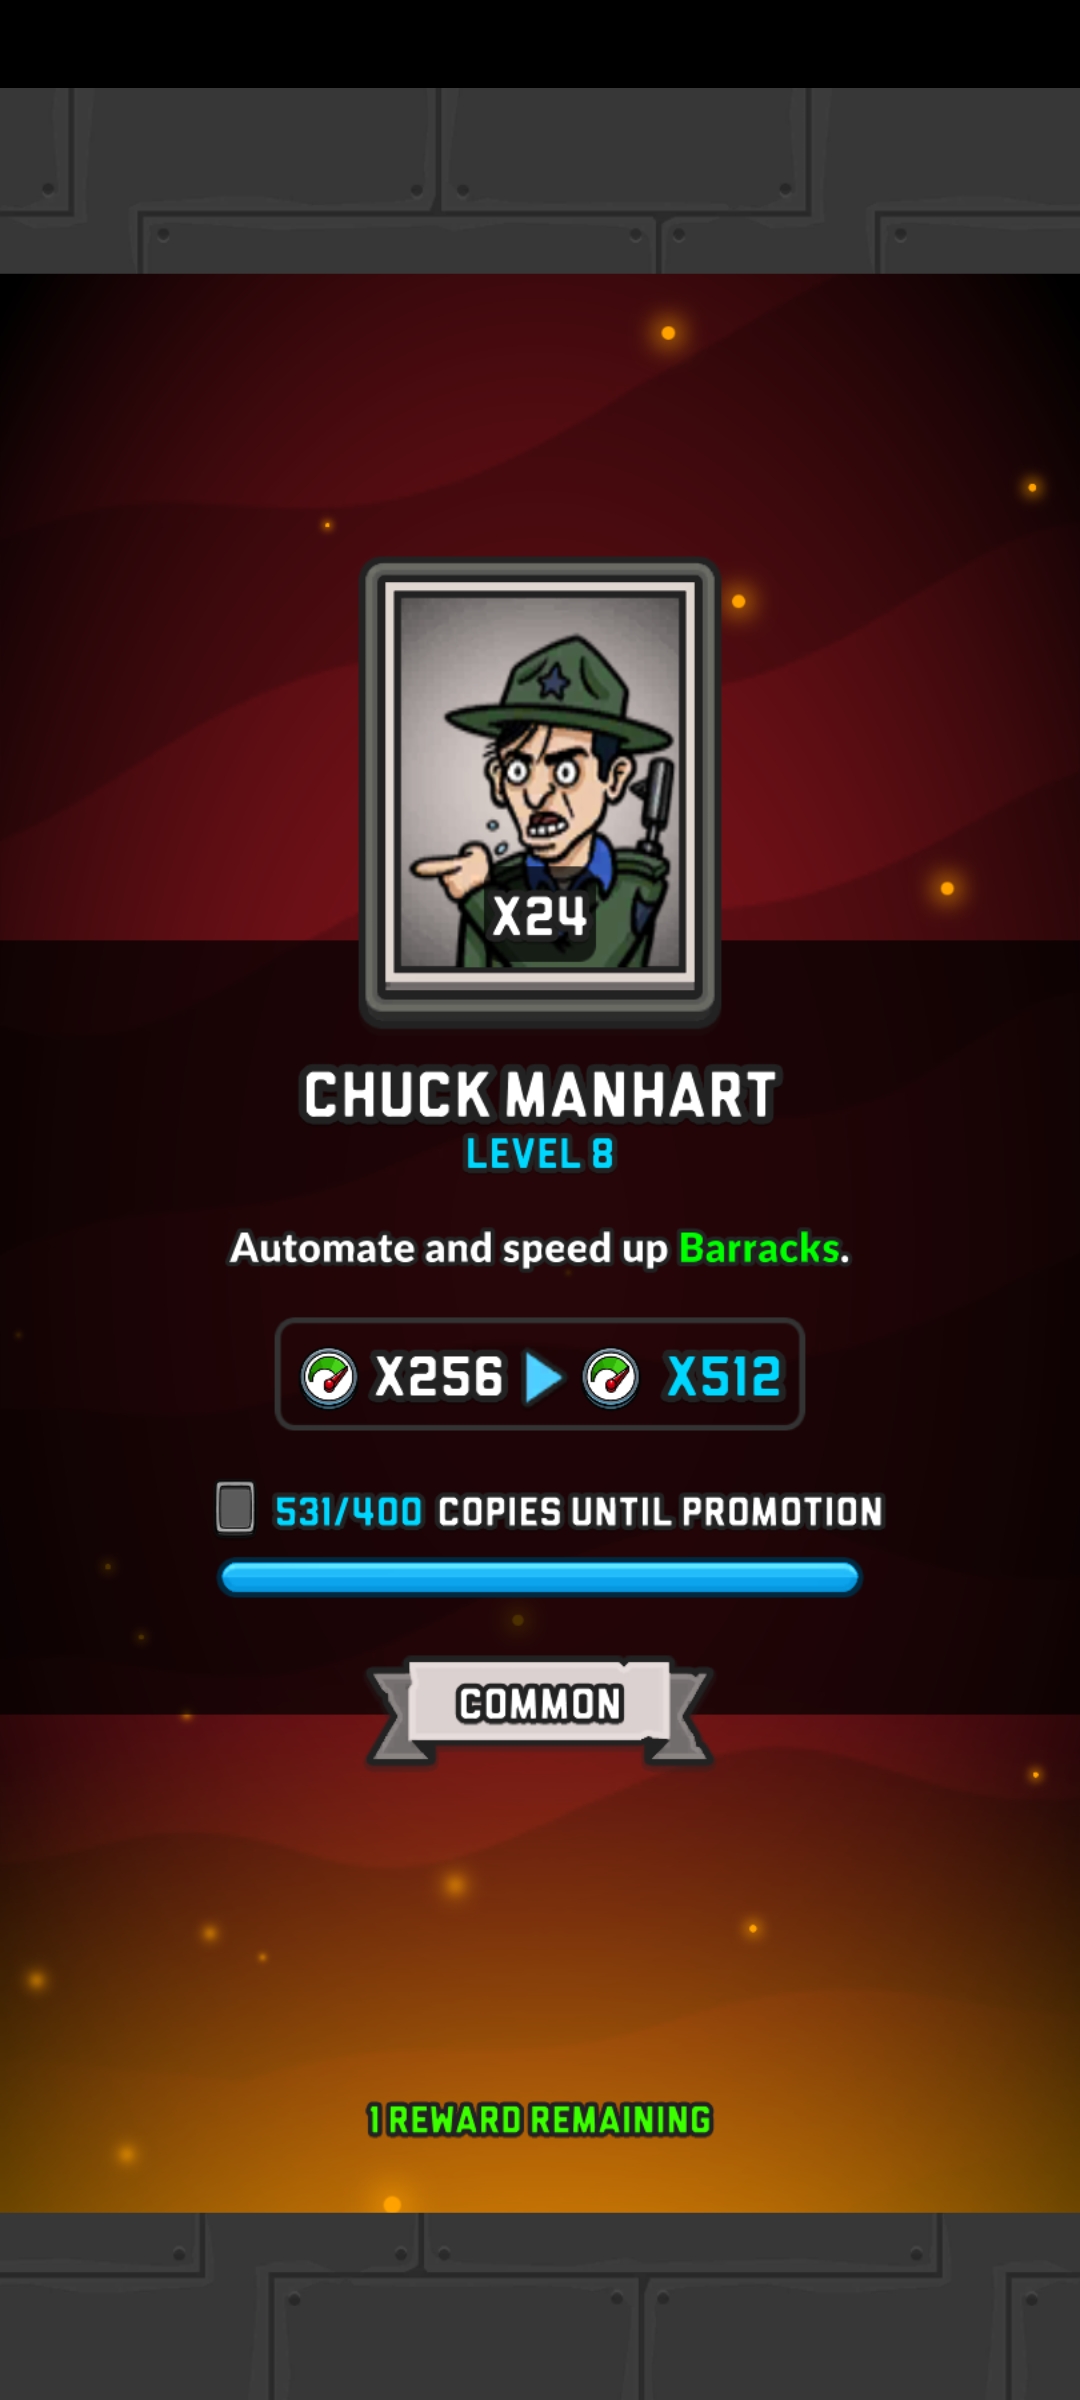 X24
CHUCK MANHART
LEVEL 8
Automate and speed up Barracks.
X256 X512
531/400 COPIES UNTIL PROMOTION
COMMON
1 REWARD REMAINING